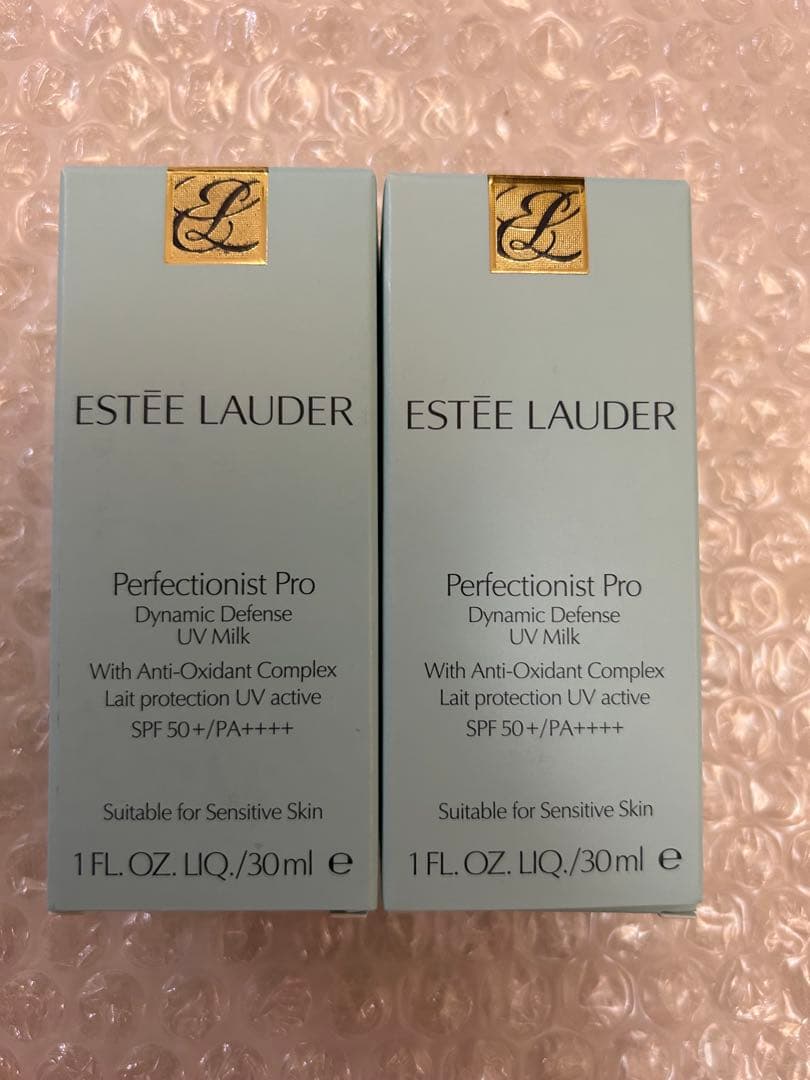 EL
ESTĒE LAUDER
Perfectionist Pro
Dynamic Defense
UV Milk
With Anti-Oxidant Complex
Lait protection UV active
SPF 50+/PA++++
Suitable for Sensitive Skin
1 FL. OZ. LIQ./30ml ℮
EL
ESTĒE LAUDER
Perfectionist Pro
Dynamic Defense
UV Milk
With Anti-Oxidant Complex
Lait protection UV active
SPF 50+/PA++++
Suitable for Sensitive Skin
1 FL. OZ. LIQ./30ml ℮